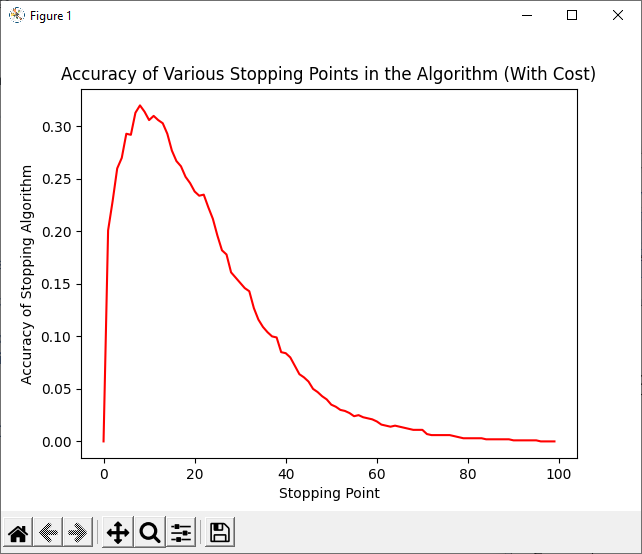 Figure 1
Accuracy of Various Stopping Points in the Algorithm (With Cost)
Accuracy of Stopping Algorithm
0.30
0.25
0.20
0.15
0.10
0.05
0.00
0 20 40 60 80 100
Stopping Point